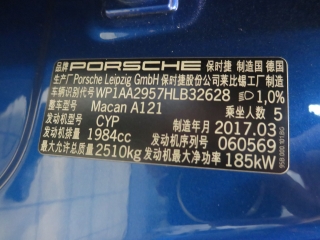 品牌 PORSCHE 保时捷 制造国 德国
生产厂 Porsche Leipzig GmbH 保时捷股份公司莱比锡工厂制造
车辆识别代号 WP1AA2957HLB32628 1,0%
整车型号 Macan A121 乘坐人数 5
发动机型号 CYP 制造年月 2017.03
发动机排量 1984cc 发动机序列号 060569
最大允许总质量 2510kg 发动机最大净功率 185kW